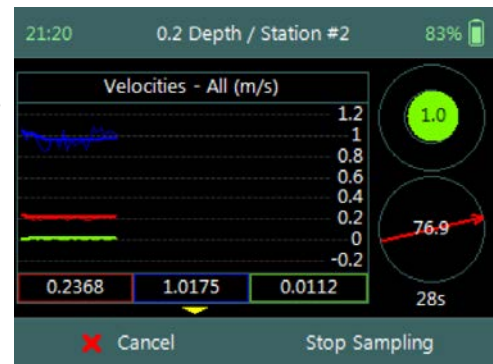 21:20 0.2 Depth / Station #2 83%
Velocities - All (m/s)
1.2
1
0.8
0.6
0.4
0.2
0
-0.2
0.2368 1.0175 0.0112
1.0
76.9
28s
Cancel Stop Sampling